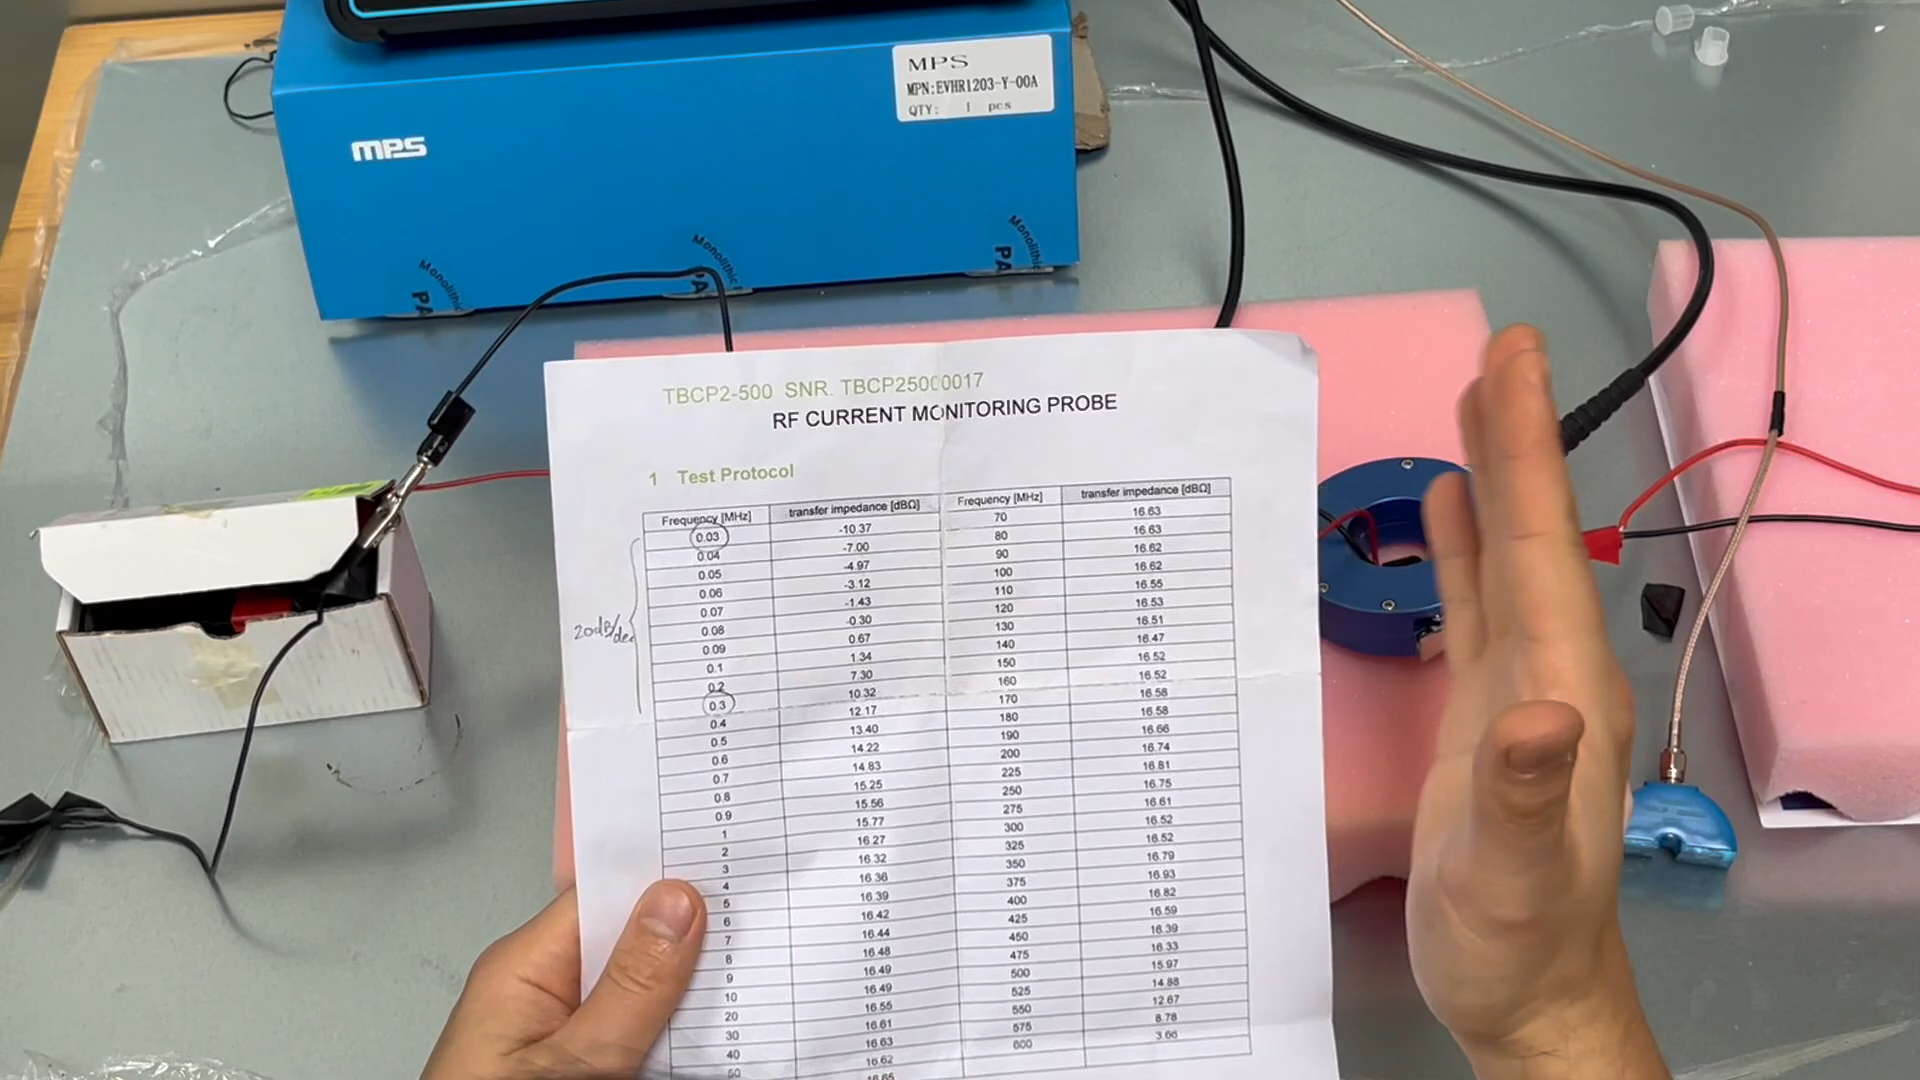 MPS
MPN:EVHR1203-Y-00A
QTY: 1 pcs
mps
Monolithic
PA
Monolithic
PA
Monolithic
PA
TBCP2-500 SNR. TBCP25000017
RF CURRENT MONITORING PROBE
1 Test Protocol
Frequency [MHz] transfer impedance [dBΩ] Frequency [MHz] transfer impedance [dBΩ]
0.03 -10.37 70 16.63
0.04 -7.00 80 16.63
0.05 -4.97 90 16.62
0.06 -3.12 100 16.62
0.07 -1.43 110 16.55
0.08 -0.30 120 16.53
0.09 0.67 130 16.51
0.1 1.34 140 16.47
0.2 7.30 150 16.52
0.3 10.32 160 16.52
0.4 12.17 170 16.58
0.5 13.40 180 16.58
0.6 14.22 190 16.66
0.7 14.83 200 16.74
0.8 15.25 225 16.81
0.9 15.56 250 16.75
1 15.77 275 16.61
2 16.27 300 16.52
3 16.32 325 16.52
4 16.36 350 16.79
5 16.39 375 16.93
6 16.42 400 16.82
7 16.44 425 16.59
8 16.48 450 16.39
9 16.49 475 16.33
10 16.49 500 15.97
20 16.55 525 14.88
30 16.61 550 12.67
40 16.63 575 8.78
50 16.62 600 3.66
16.65
20dB/dec